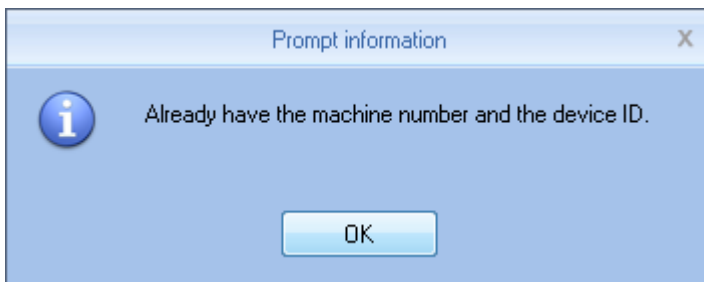 Prompt information
X
Already have the machine number and the device ID.
OK